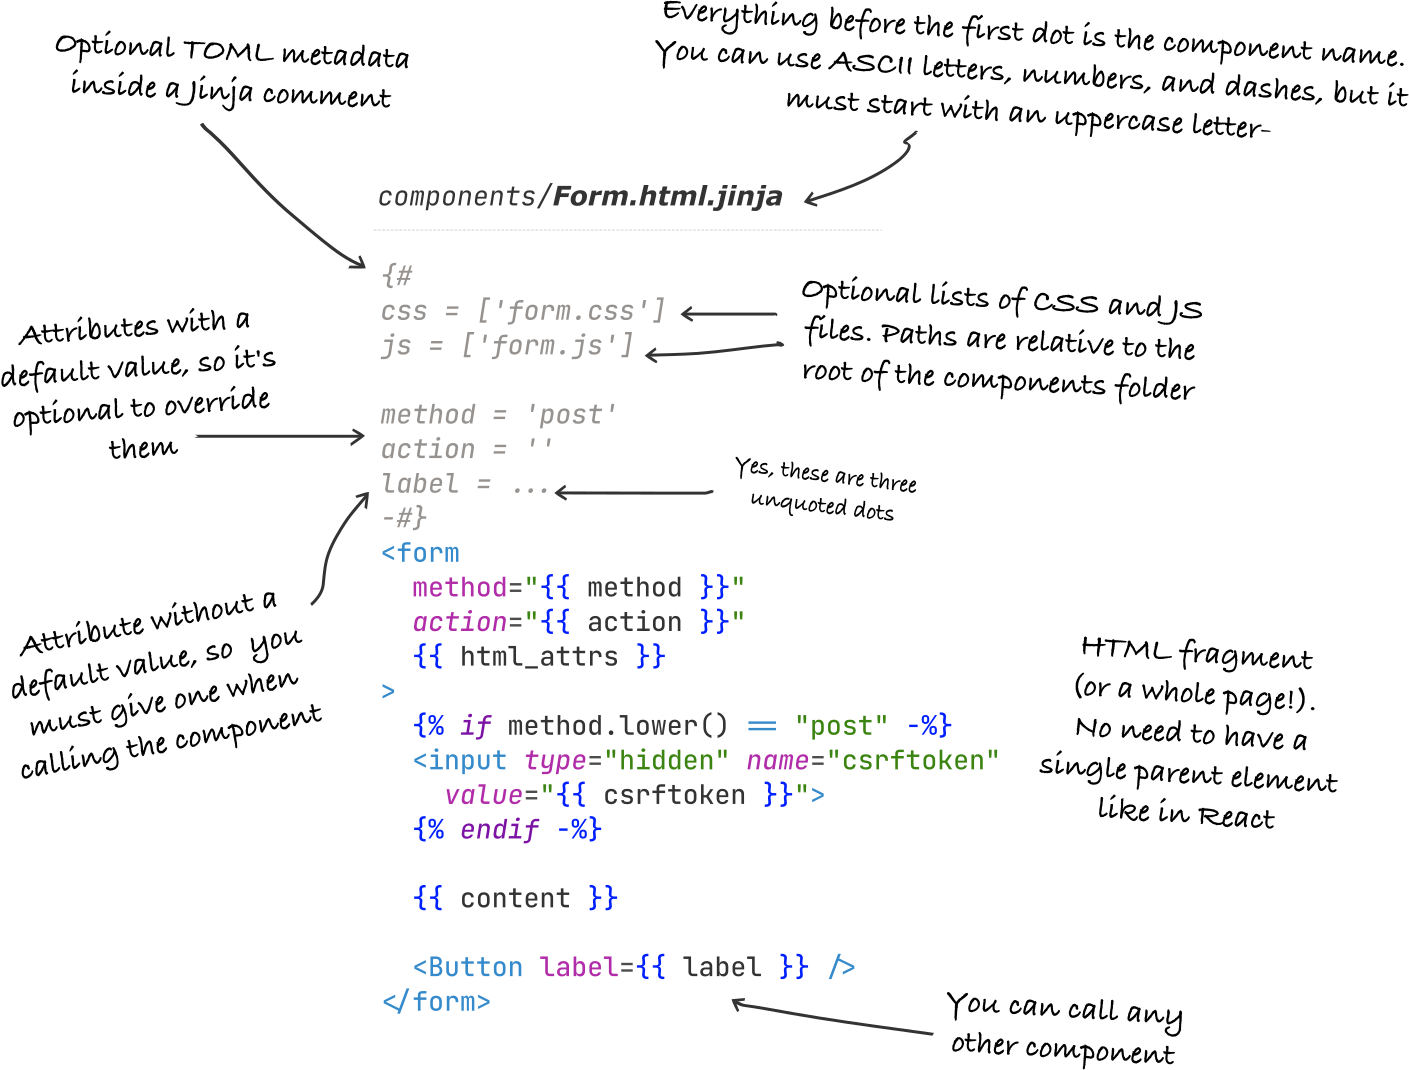 Everything before the first dot is the component name.
You can use ASCII letters, numbers, and dashes, but it
must start with an uppercase letter-
Optional TOML metadata
inside a Jinja comment
components/Form.html.jinja
{#
css = ['form.css']
js = ['form.js']
Optional lists of CSS and JS
files. Paths are relative to the
root of the components folder
Attributes with a
default value, so it's
optional to override
them
method = 'post'
action = ''
label = ...
-#}
Yes, these are three
unquoted dots
Attribute without a
default value, so you
must give one when
calling the component
<form
  method="{{ method }}"
  action="{{ action }}"
  {{ html_attrs }}
>
  {% if method.lower() == "post" -%}
  <input type="hidden" name="csrftoken"
    value="{{ csrftoken }}">
  {% endif -%}
HTML fragment
(or a whole page!).
No need to have a
single parent element
like in React
  {{ content }}
  <Button label={{ label }} />
</form>
You can call any
other component